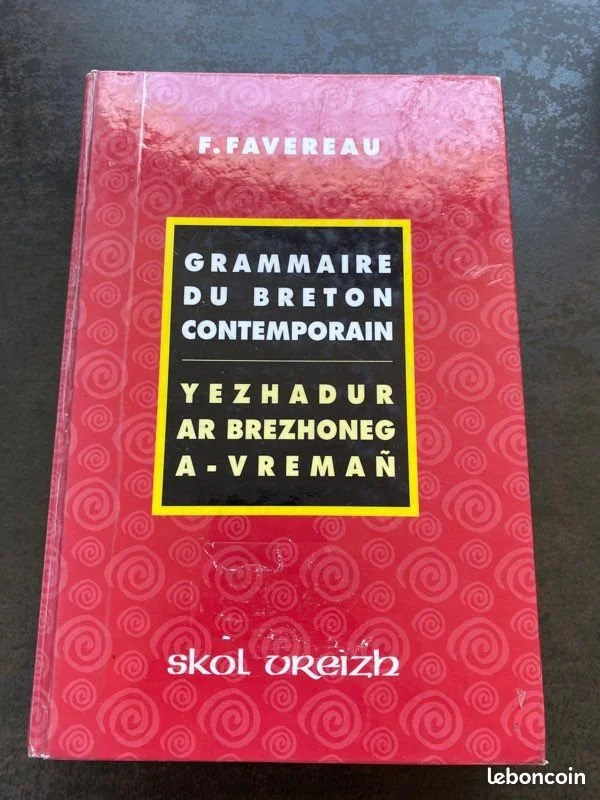 F. FAVEREAU
GRAMMAIRE
DU BRETON
CONTEMPORAIN
YEZHADUR
AR BREZHONEG
A-VREMAÑ
skol vreizh
leboncoin